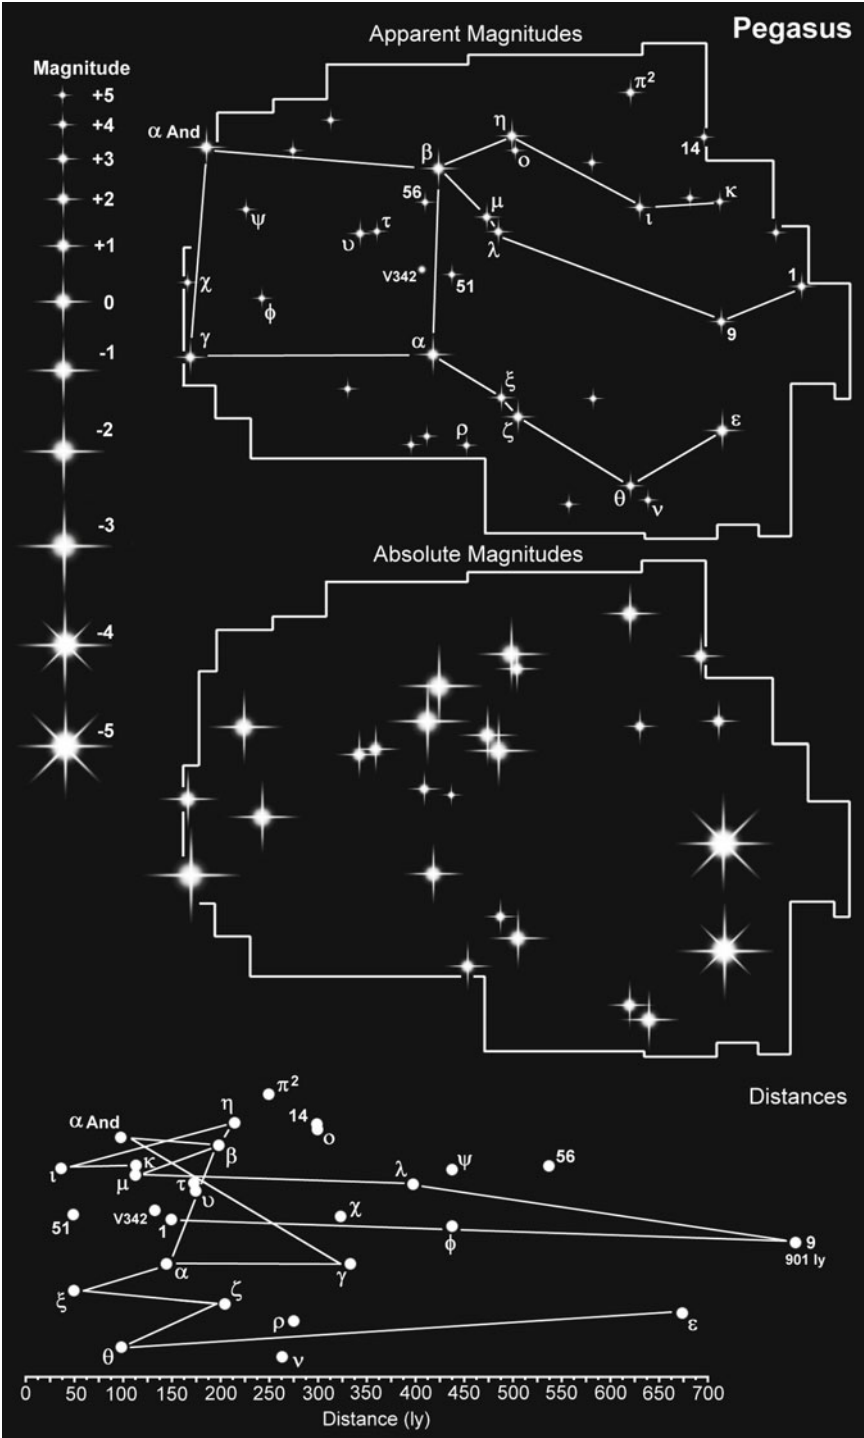 Pegasus
Apparent Magnitudes
Magnitude
+5
+4
+3
+2
+1
0
-1
-2
-3
-4
-5
π²
α And
η
ο
14
β
56
μ
λ
ι
κ
ψ
υ
τ
V342
51
χ
φ
1
9
γ
α
ξ
ζ
ε
ρ
θ
ν
Absolute Magnitudes
Distances
π²
η
α And
14
ο
β
ι
κ
μ
τ
υ
λ
ψ
56
51
V342
1
χ
φ
9
901 ly
α
γ
ξ
ζ
ρ
ε
θ
ν
0 50 100 150 200 250 300 350 400 450 500 550 600 650 700
Distance (ly)